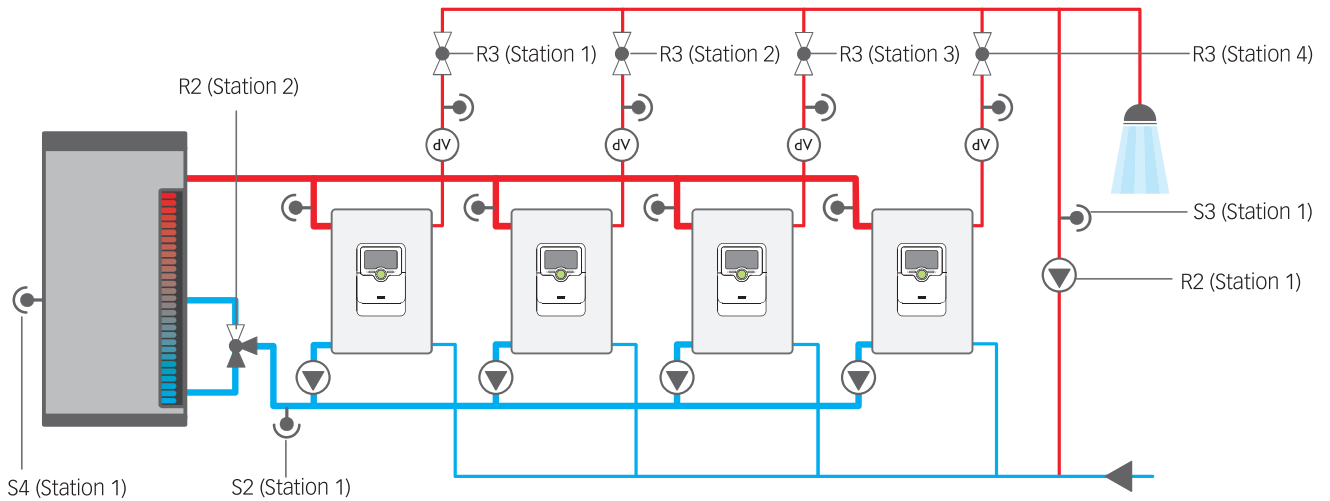 R3 (Station 1)
R3 (Station 2)
R3 (Station 3)
R3 (Station 4)
R2 (Station 2)
dV
dV
dV
dV
S3 (Station 1)
R2 (Station 1)
S4 (Station 1)
S2 (Station 1)